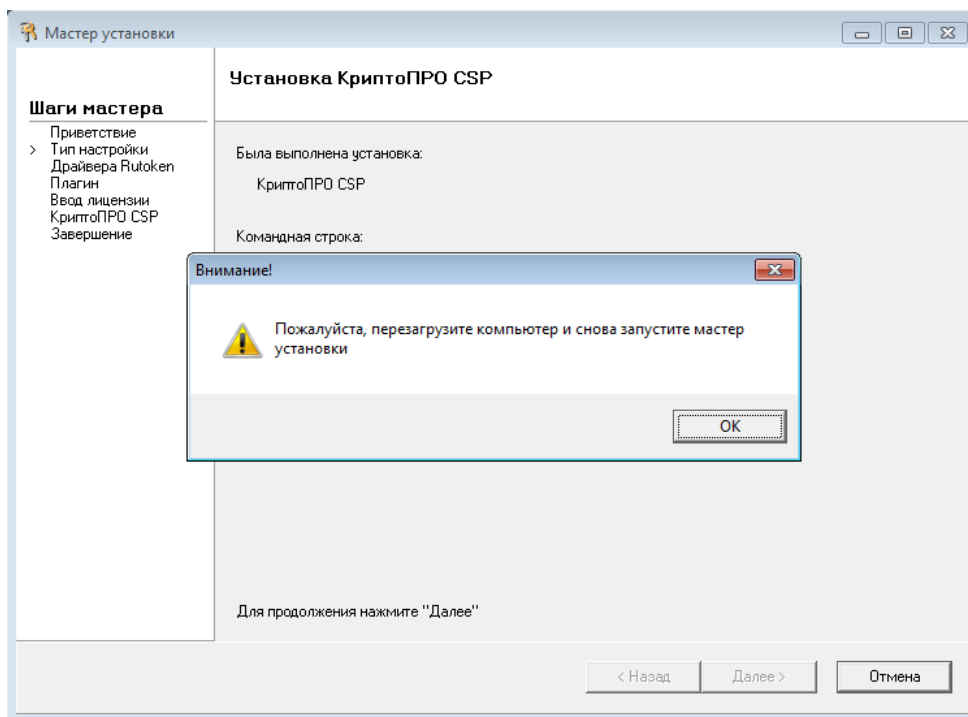 Мастер установки
Установка КриптоПРО CSP
Шаги мастера
Приветствие
> Тип настройки
Драйвера Rutoken
Плагин
Ввод лицензии
КриптоПРО CSP
Завершение
Была выполнена установка:
КриптоПРО CSP
Командная строка:
Внимание!
Пожалуйста, перезагрузите компьютер и снова запустите мастер
установки
OK
Для продолжения нажмите "Далее"
< Назад
Далее >
Отмена